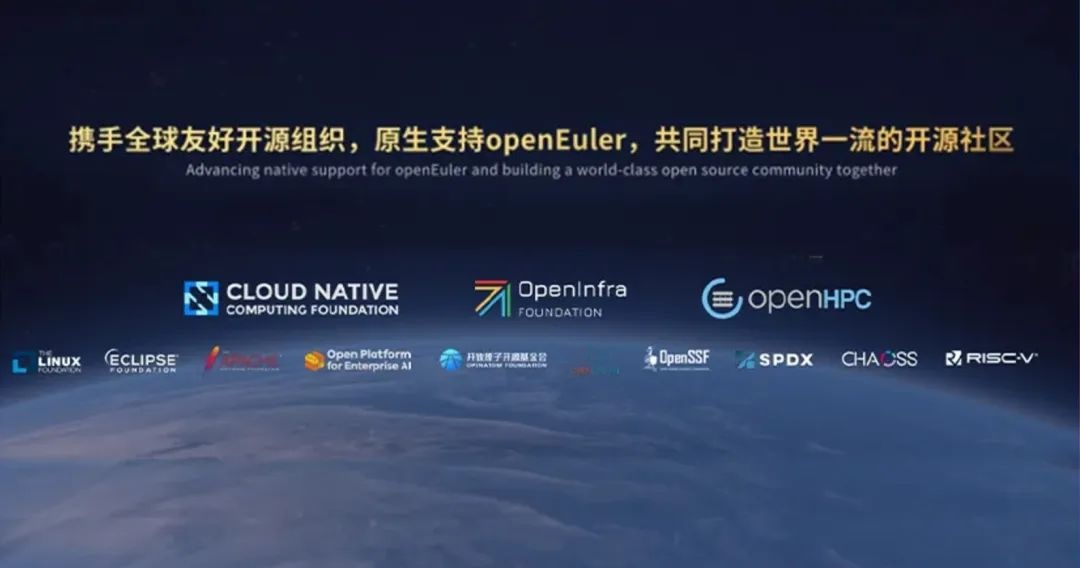 携手全球友好开源组织，原生支持openEuler，共同打造世界一流的开源社区
Advancing native support for openEuler and building a world-class open source community together
CLOUD NATIVE
COMPUTING FOUNDATION
OpenInfra
FOUNDATION
openHPC
THE
LINUX
FOUNDATION
ECLIPSE
FOUNDATION
THE
APACHE
Open Platform
for Enterprise AI
开放原子开源基金会
OPENATOM FOUNDATION
OpenSSF
SPDX
CHAOSS
RISC-V